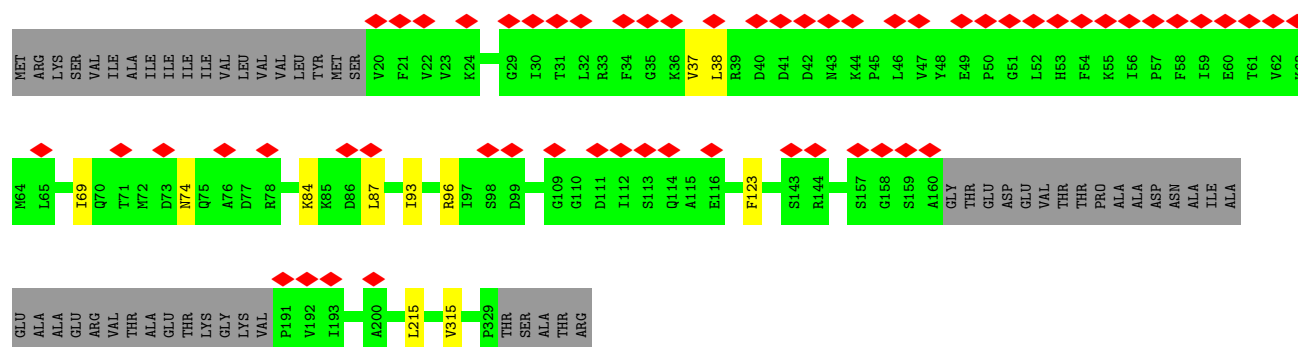 MET ARG LYS SER VAL ILE ALA ILE ILE ILE ILE VAL LEU VAL VAL LEU TYR MET SER V20 F21 V22 V23 K24 G29 I30 T31 L32 R33 F34 G35 K36 V37 L38 R39 D40 D41 D42 N43 K44 P45 L46 V47 Y48 E49 P50 G51 L52 H53 F54 K55 I56 P57 F58 I59 E60 T61 V62
M64 L65 I69 Q70 T71 M72 D73 N74 Q75 A76 D77 R78 K84 K85 D86 L87 I93 R96 I97 S98 D99 G109 G110 D111 I112 S113 Q114 A115 E116 F123 S143 R144 S157 G158 S159 A160 GLY THR GLU ASP GLU VAL THR THR PRO ALA ALA ASP ASN ALA ILE ALA
GLU ALA ALA GLU ARG VAL THR ALA GLU THR LYS GLY LYS VAL P191 V192 I193 A200 L215 V315 P329 THR SER ALA THR ARG